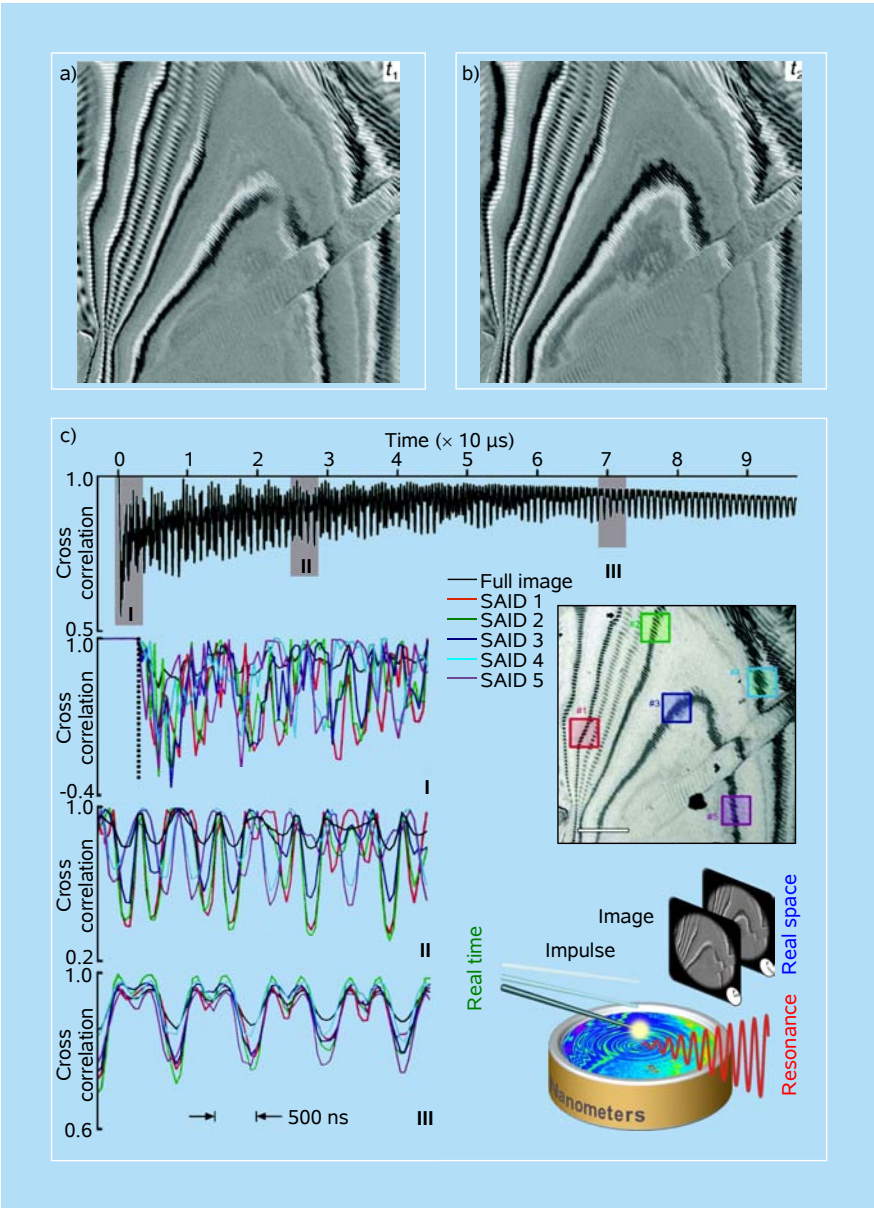 a)
t1
b)
t2
c)
Time (× 10 μs)
0 1 2 3 4 5 6 7 8 9
1.0
Cross
correlation
0.5
I
II
III
Full image
SAID 1
SAID 2
SAID 3
SAID 4
SAID 5
1.0
Cross
correlation
-0.4
I
#1
#2
#3
#5
1.0
Cross
correlation
0.2
II
1.0
Cross
correlation
0.6
500 ns
III
Real time
Impulse
Image
Real space
Resonance
Nanometers